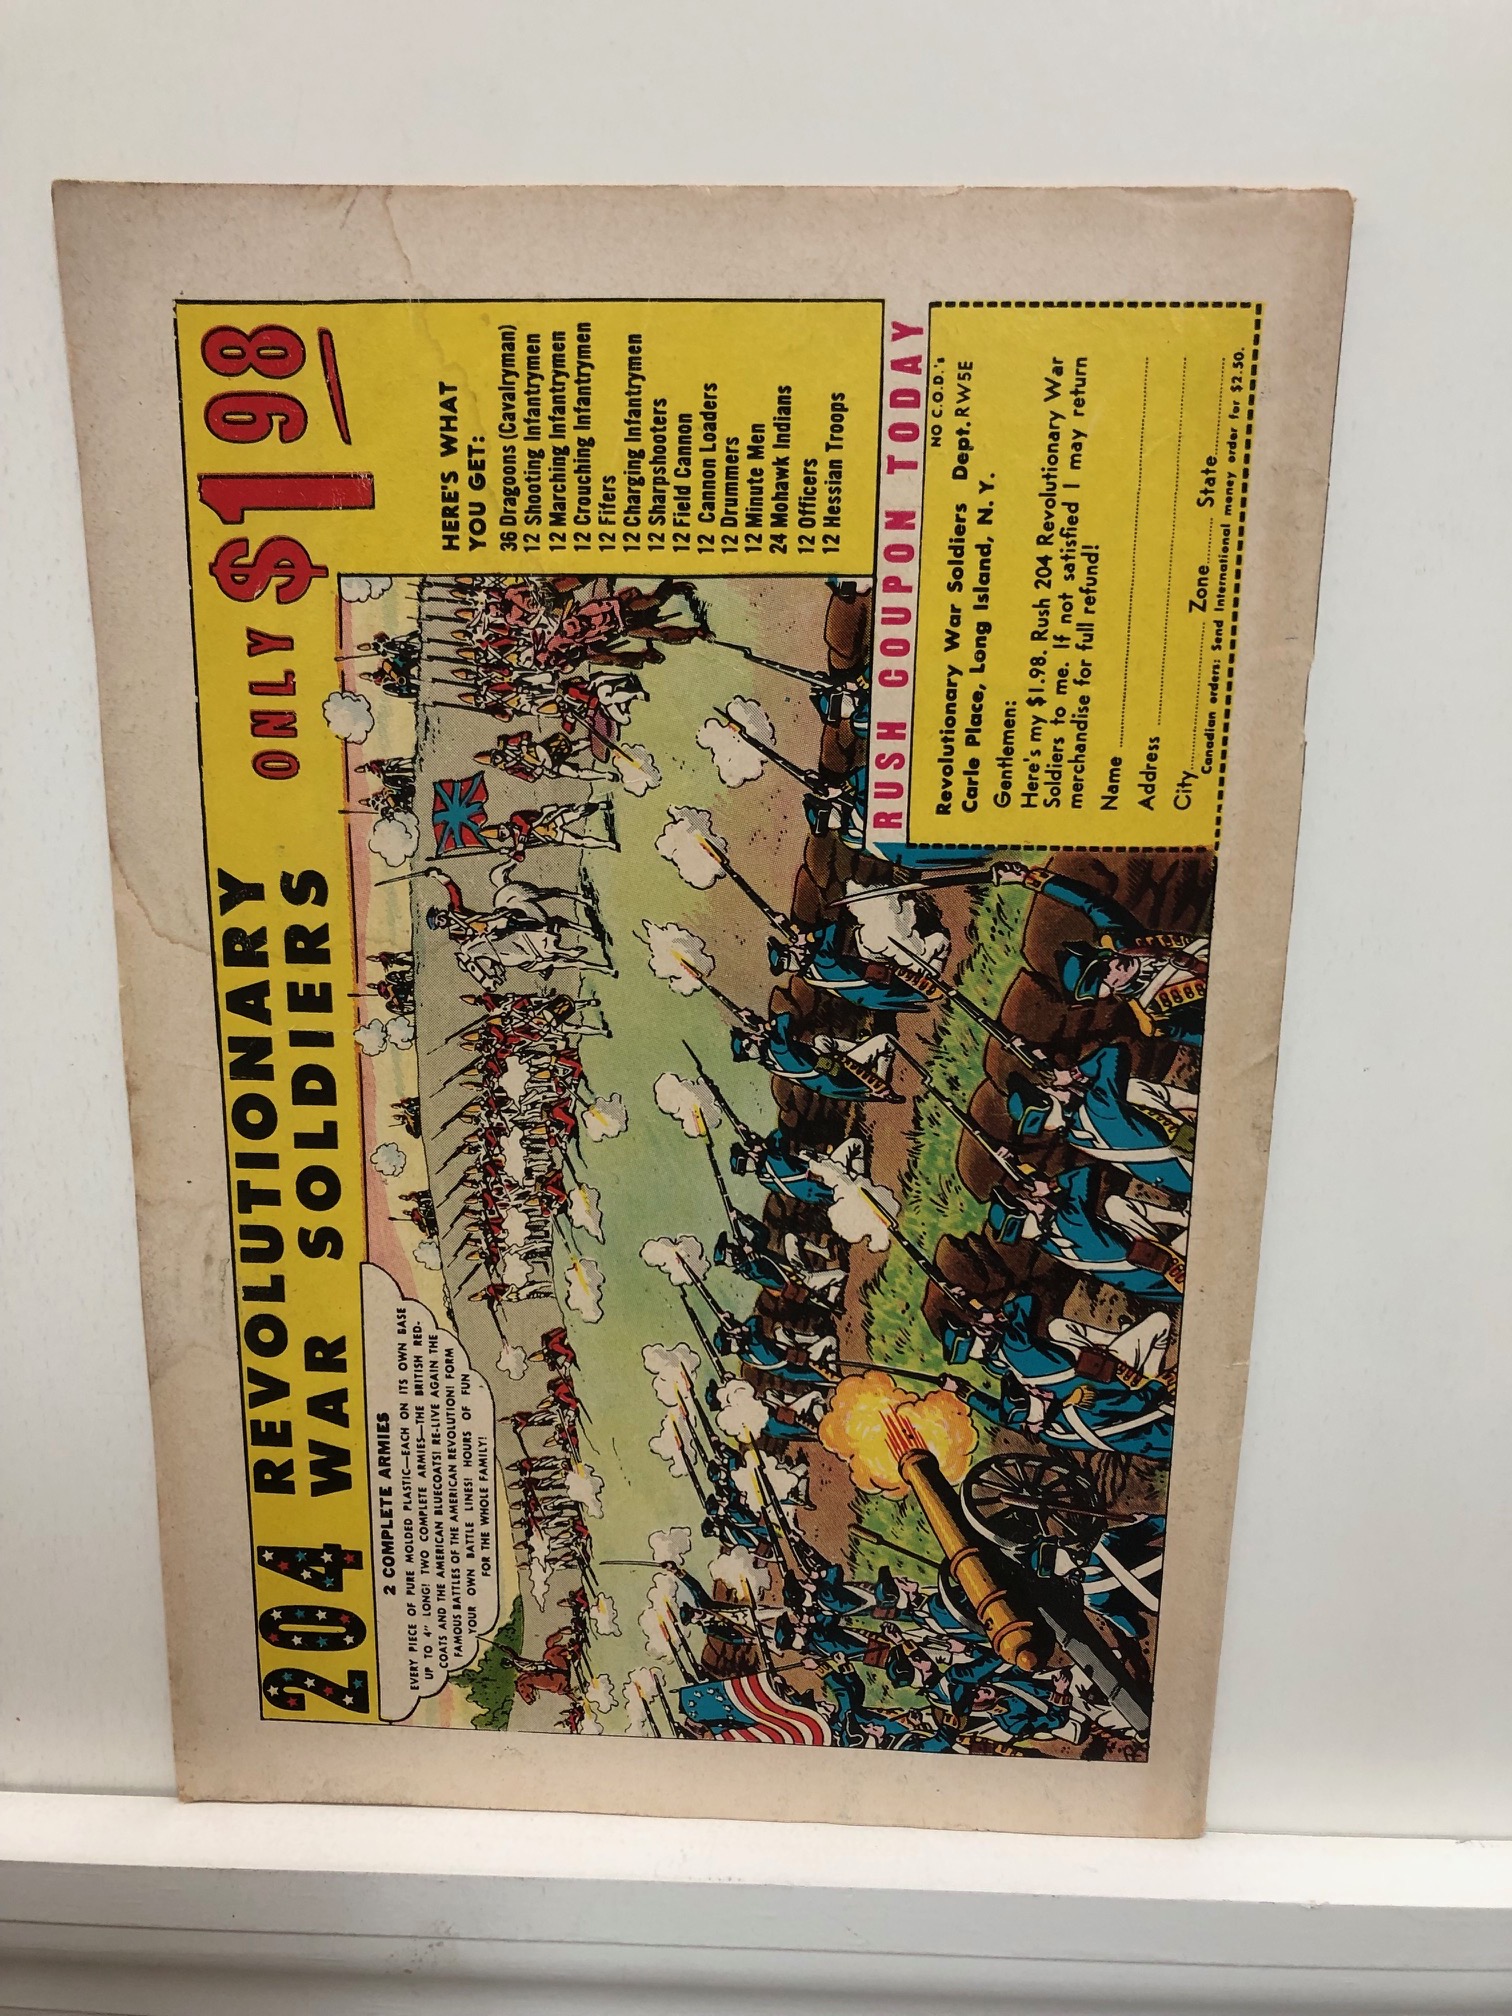 204 REVOLUTIONARY
WAR SOLDIERS
ONLY $1.98
2 COMPLETE ARMIES
EVERY PIECE OF PURE MOLDED PLASTIC—EACH ON ITS OWN BASE
UP TO 4" LONG! TWO COMPLETE ARMIES—THE BRITISH RED-
COATS AND THE AMERICAN BLUECOATS! RE-LIVE AGAIN THE
FAMOUS BATTLES OF THE AMERICAN REVOLUTION! FORM
YOUR OWN BATTLE LINES! HOURS OF FUN
FOR THE WHOLE FAMILY!
HERE'S WHAT
YOU GET:
36 Dragoons (Cavalryman)
12 Shooting Infantrymen
12 Marching Infantrymen
12 Crouching Infantrymen
12 Fifers
12 Charging Infantrymen
12 Sharpshooters
12 Field Cannon
12 Cannon Loaders
12 Drummers
12 Minute Men
24 Mohawk Indians
12 Officers
12 Hessian Troops
RUSH COUPON TODAY
NO C.O.D.'s
Revolutionary War Soldiers Dept. RW5E
Carle Place, Long Island, N. Y.
Gentlemen:
Here's my $1.98. Rush 204 Revolutionary War
Soldiers to me. If not satisfied I may return
merchandise for full refund!
Name
Address
City Zone State
Canadian orders: Send International money order for $2.50.